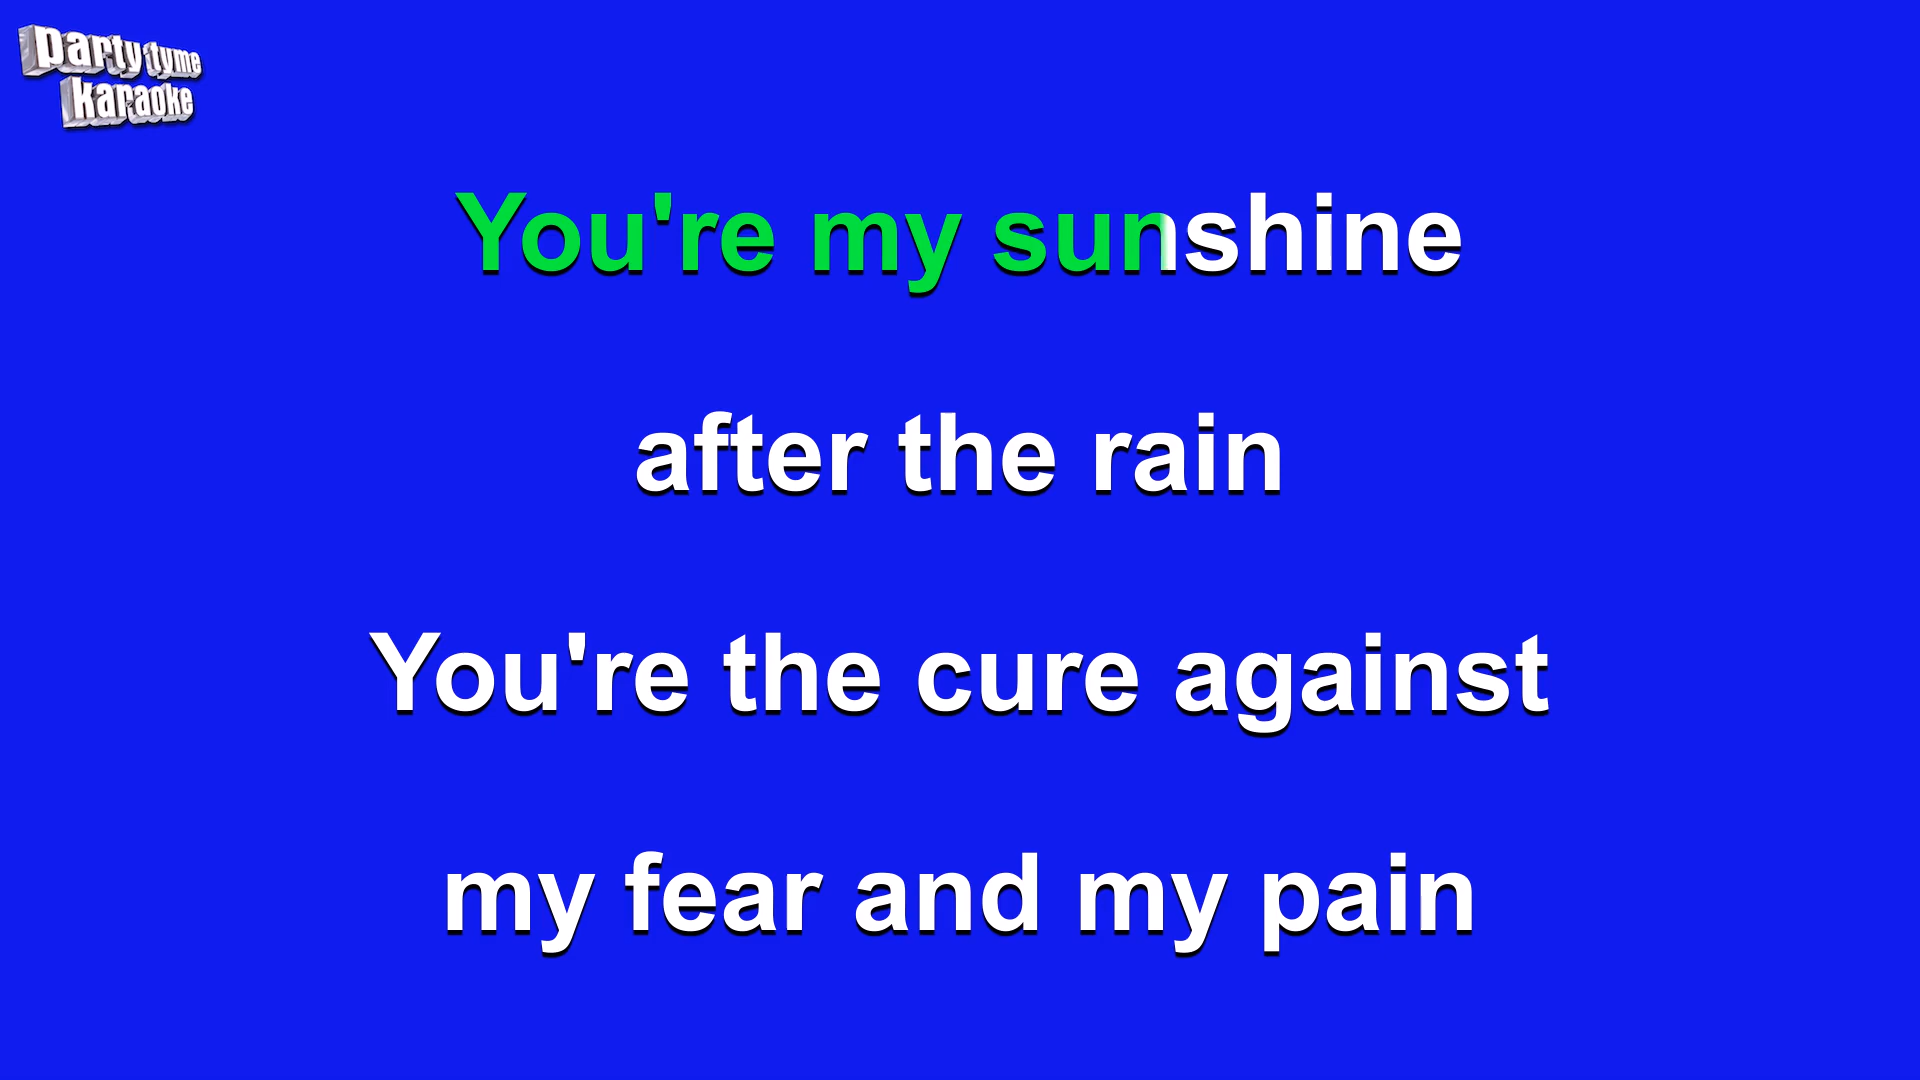 party tyme
karaoke
You're my sunshine
after the rain
You're the cure against
my fear and my pain